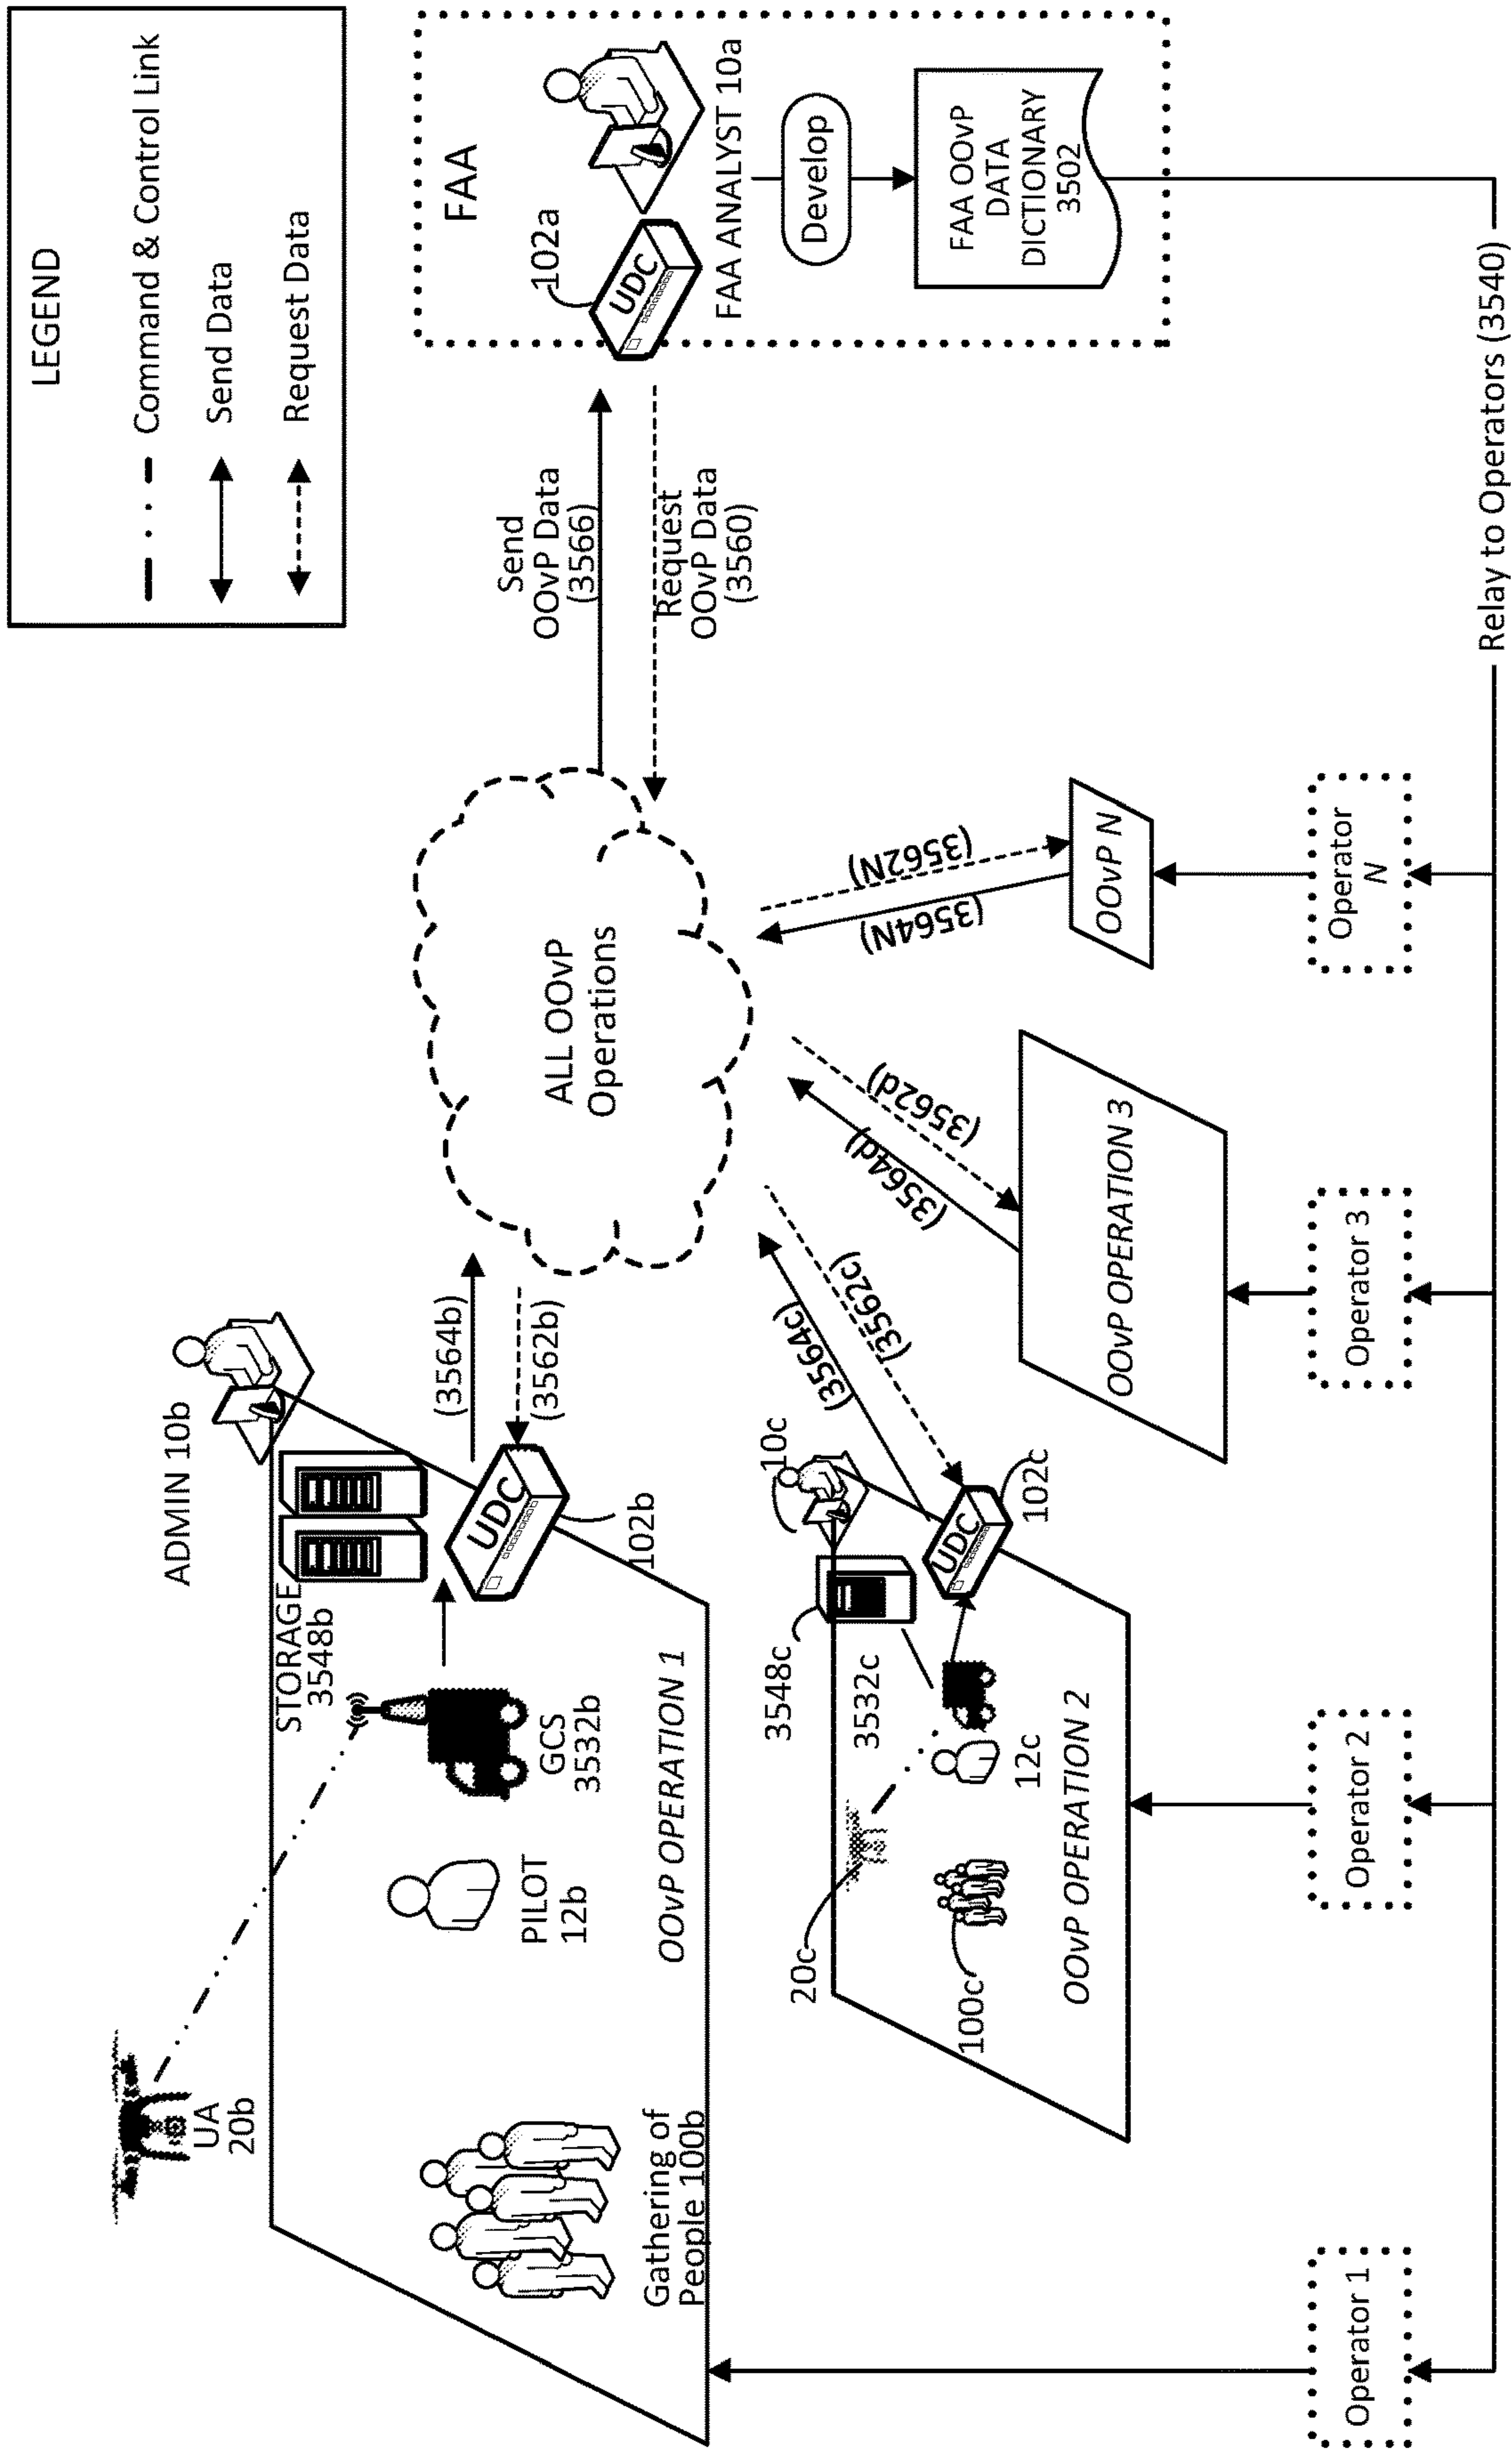 LEGEND
Command & Control Link
Send Data
Request Data
UA
20b
Gathering of
People 100b
PILOT
12b
GCS
3532b
STORAGE
3548b
ADMIN 10b
UDC
102b
OOvP OPERATION 1
(3564b)
(3562b)
ALL OOvP
Operations
Send
OOvP Data
(3566)
Request
OOvP Data
(3560)
FAA
102a
UDC
FAA ANALYST 10a
Develop
FAA OOvP
DATA
DICTIONARY
3502
20c
100c
12c
3532c
3548c
10c
UDC
102c
OOvP OPERATION 2
(3564c)
(3562c)
(3564d)
(3562d)
OOvP OPERATION 3
(3564N)
(3562N)
OOvP N
Operator 1
Operator 2
Operator 3
Operator
N
Relay to Operators (3540)